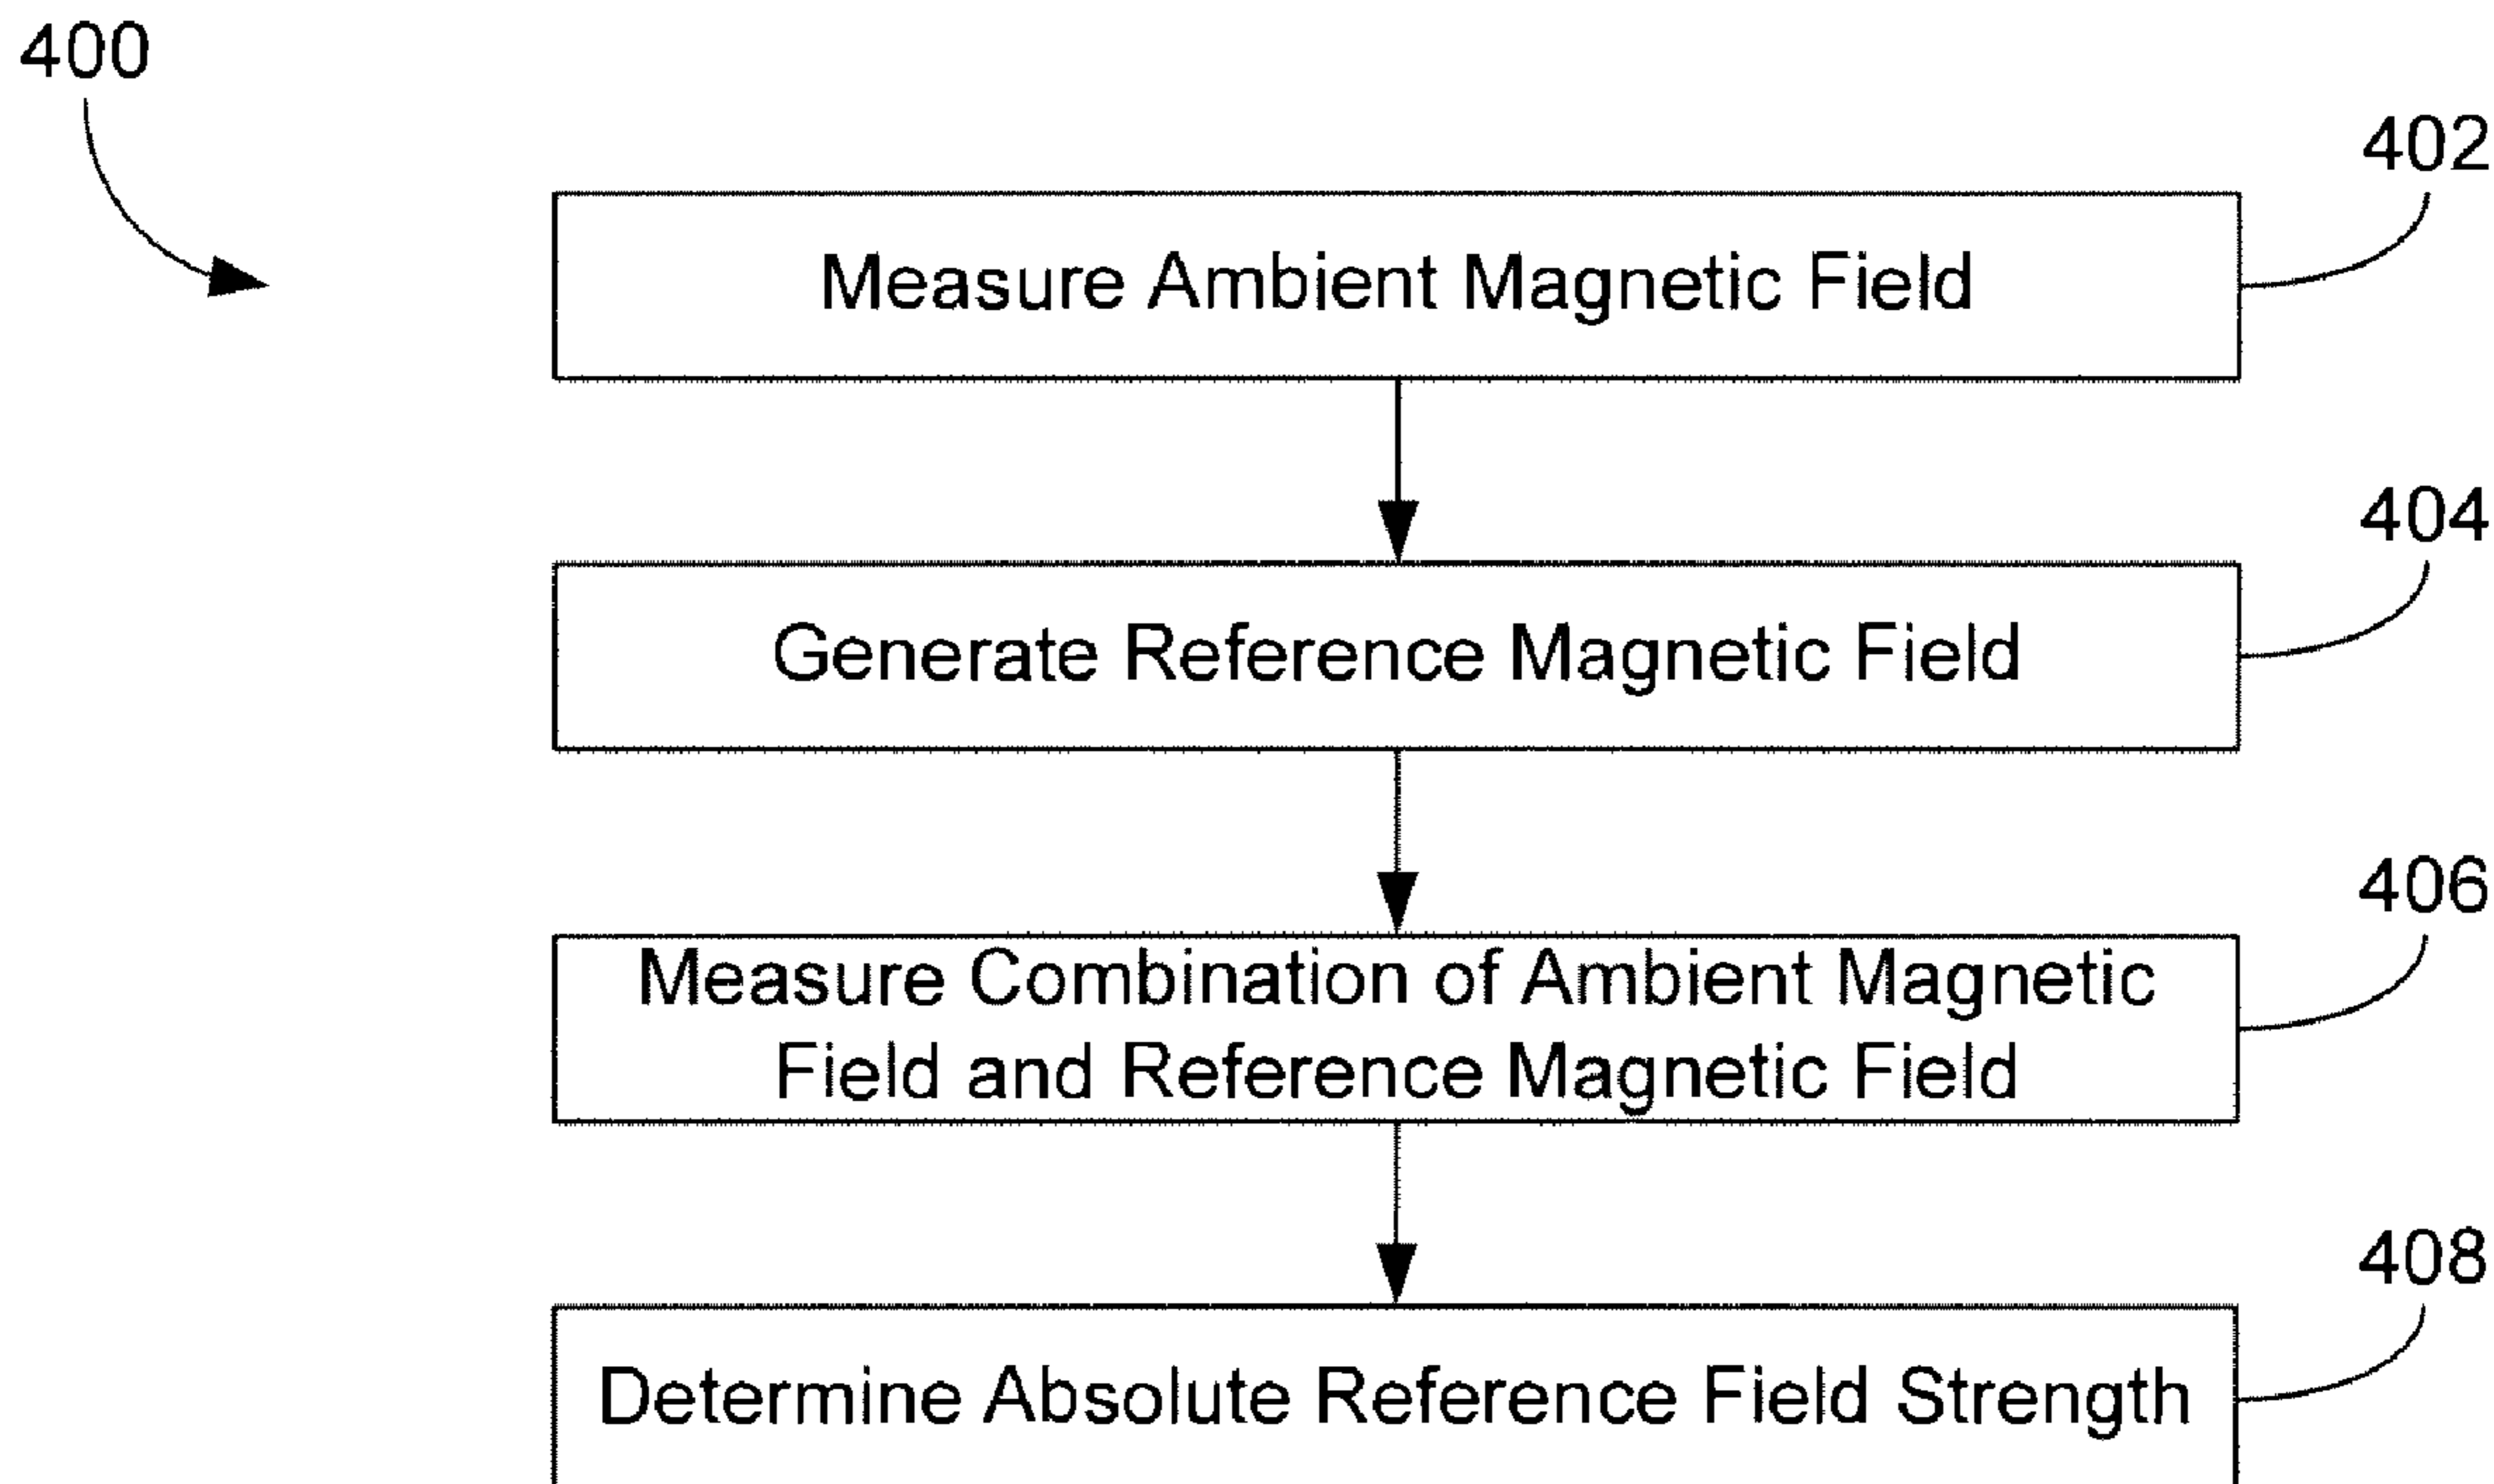 400
402
Measure Ambient Magnetic Field
404
Generate Reference Magnetic Field
406
Measure Combination of Ambient Magnetic
Field and Reference Magnetic Field
408
Determine Absolute Reference Field Strength